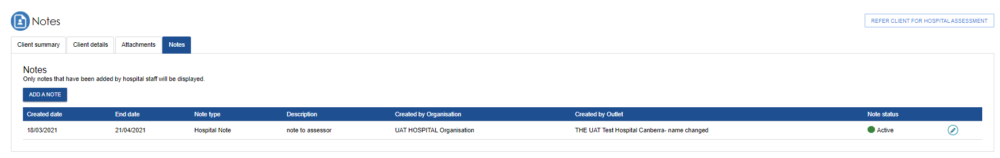 Notes
REFER CLIENT FOR HOSPITAL ASSESSMENT
Client summary Client details Attachments Notes
Notes
Only notes that have been added by hospital staff will be displayed.
ADD A NOTE
Created date End date Note type Description Created by Organisation Created by Outlet Note status
18/03/2021 21/04/2021 Hospital Note note to assessor UAT HOSPITAL Organisation THE UAT Test Hospital Canberra- name changed Active